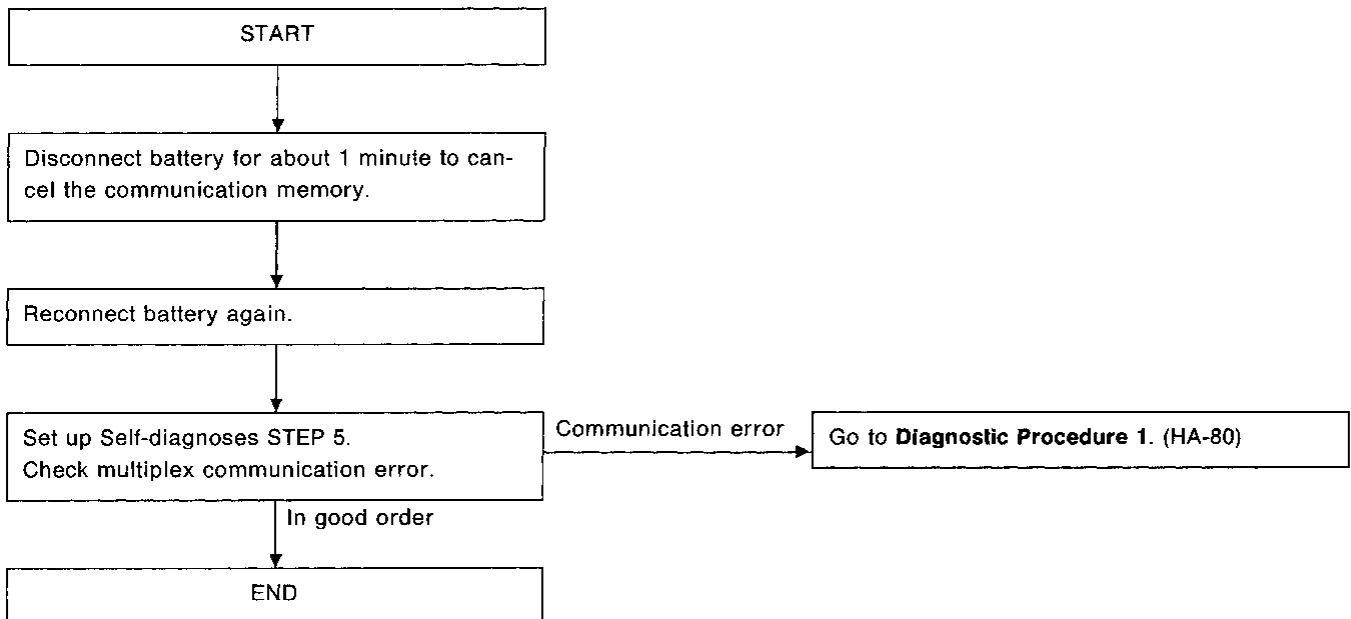 START
Disconnect battery for about 1 minute to can-
cel the communication memory.
Reconnect battery again.
Set up Self-diagnoses STEP 5.
Check multiplex communication error.
Communication error
Go to Diagnostic Procedure 1. (HA-80)
In good order
END